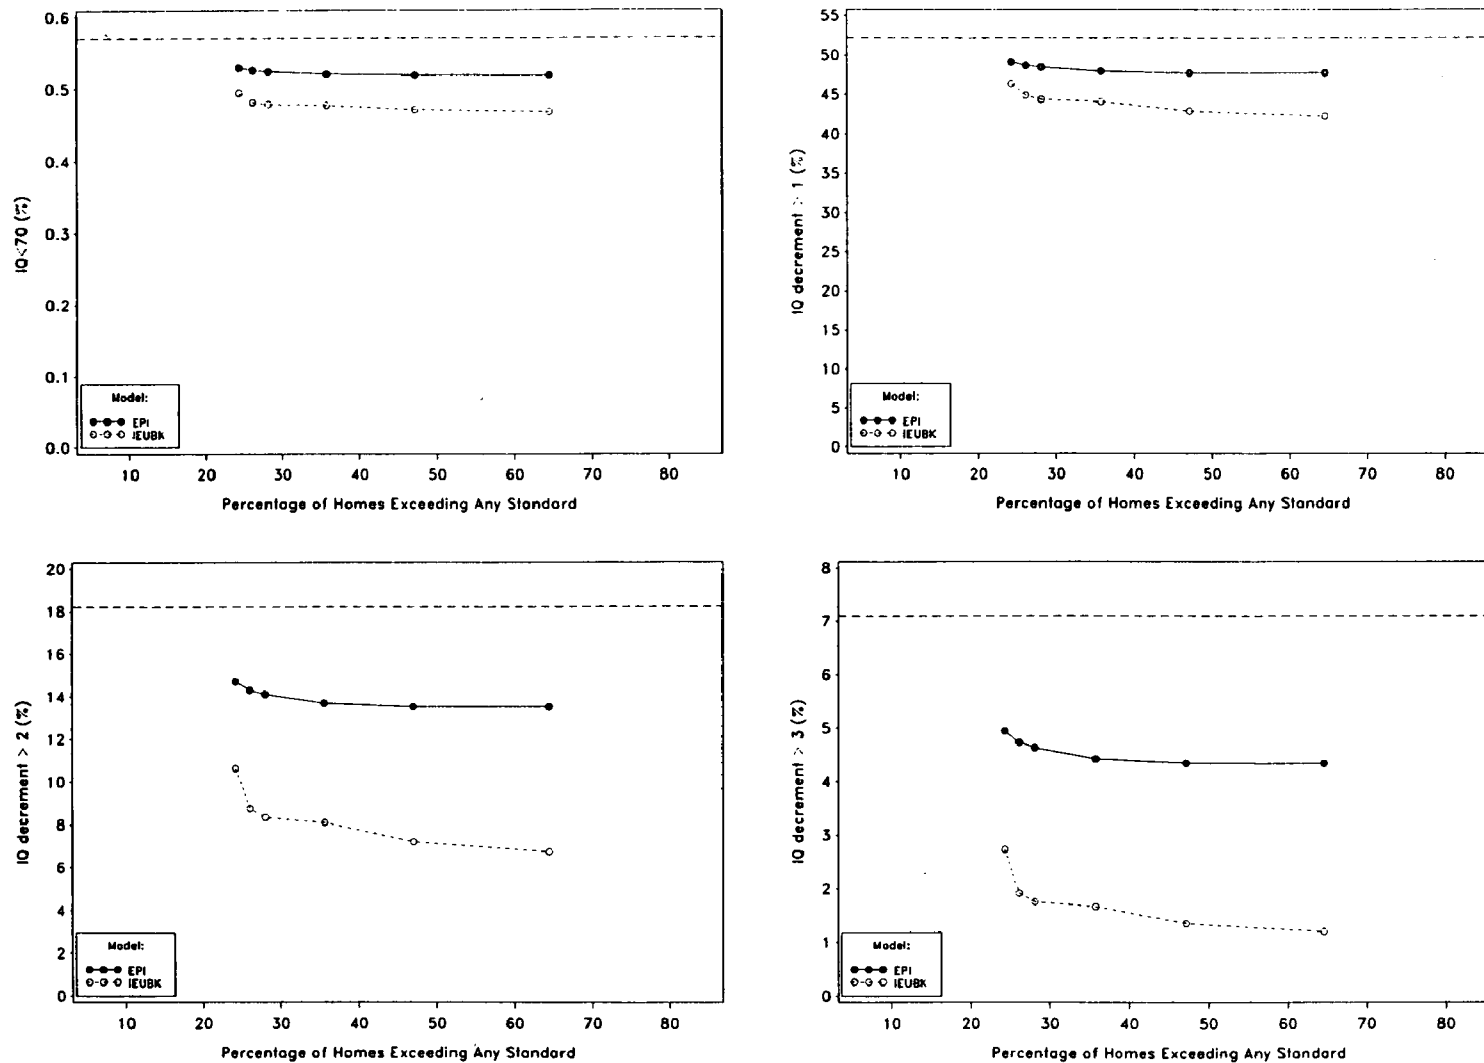 0.6
0.5
0.4
0.3
0.2
0.1
0.0
IQ<70 (%)
Model:
EPI
IEUBK
10 20 30 40 50 60 70 80
Percentage of Homes Exceeding Any Standard
55
50
45
40
35
30
25
20
15
10
5
0
IQ decrement > 1 (%)
Model:
EPI
IEUBK
10 20 30 40 50 60 70 80
Percentage of Homes Exceeding Any Standard
20
18
16
14
12
10
8
6
4
2
0
IQ decrement > 2 (%)
Model:
EPI
IEUBK
10 20 30 40 50 60 70 80
Percentage of Homes Exceeding Any Standard
8
7
6
5
4
3
2
1
0
IQ decrement > 3 (%)
Model:
EPI
IEUBK
10 20 30 40 50 60 70 80
Percentage of Homes Exceeding Any Standard